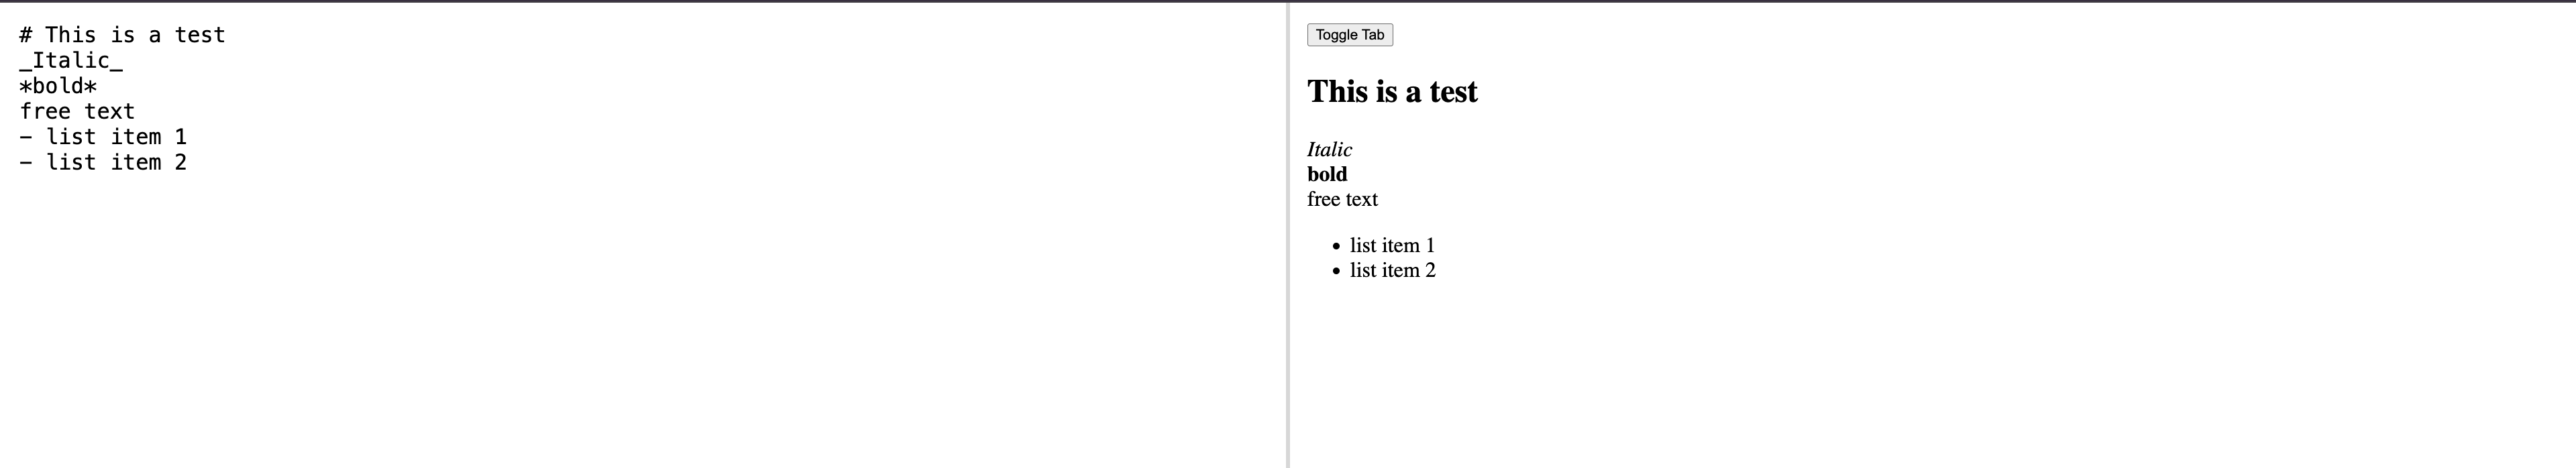 # This is a test
_Italic_
*bold*
free text
- list item 1
- list item 2
Toggle Tab
This is a test
Italic
bold
free text
• list item 1
• list item 2